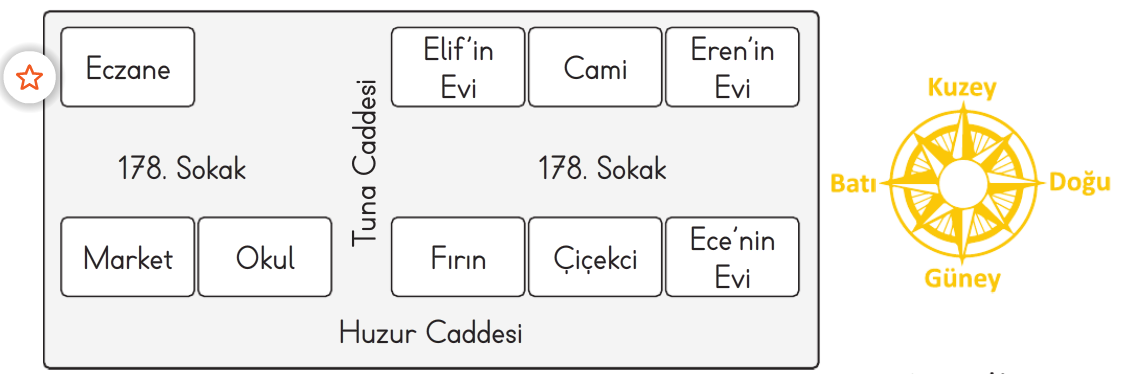 Eczane
Elif'in
Evi
Cami
Eren'in
Evi
Tuna Caddesi
178. Sokak
178. Sokak
Market
Okul
Fırın
Çiçekci
Ece'nin
Evi
Huzur Caddesi
Kuzey
Batı
Doğu
Güney